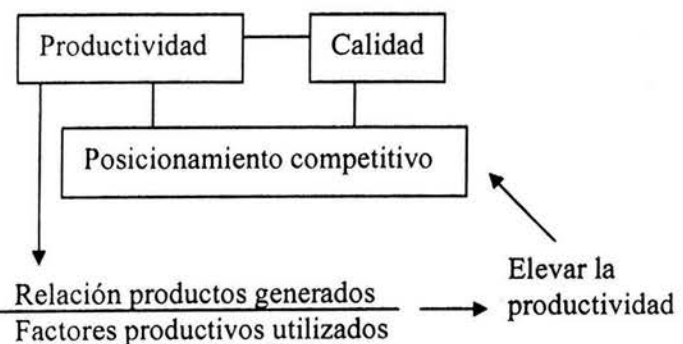 Productividad
Calidad
Posicionamiento competitivo
Relación productos generados
Factores productivos utilizados
Elevar la
productividad